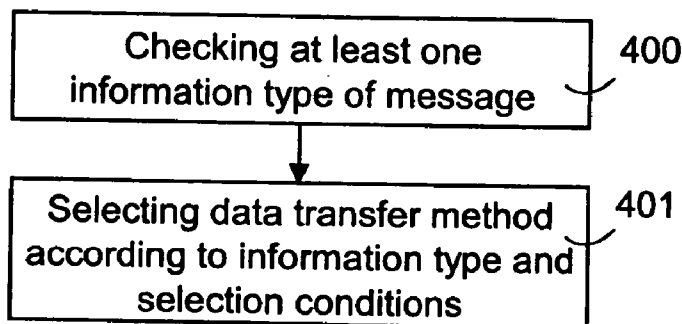 Checking at least one
information type of message
400
Selecting data transfer method
according to information type and
selection conditions
401